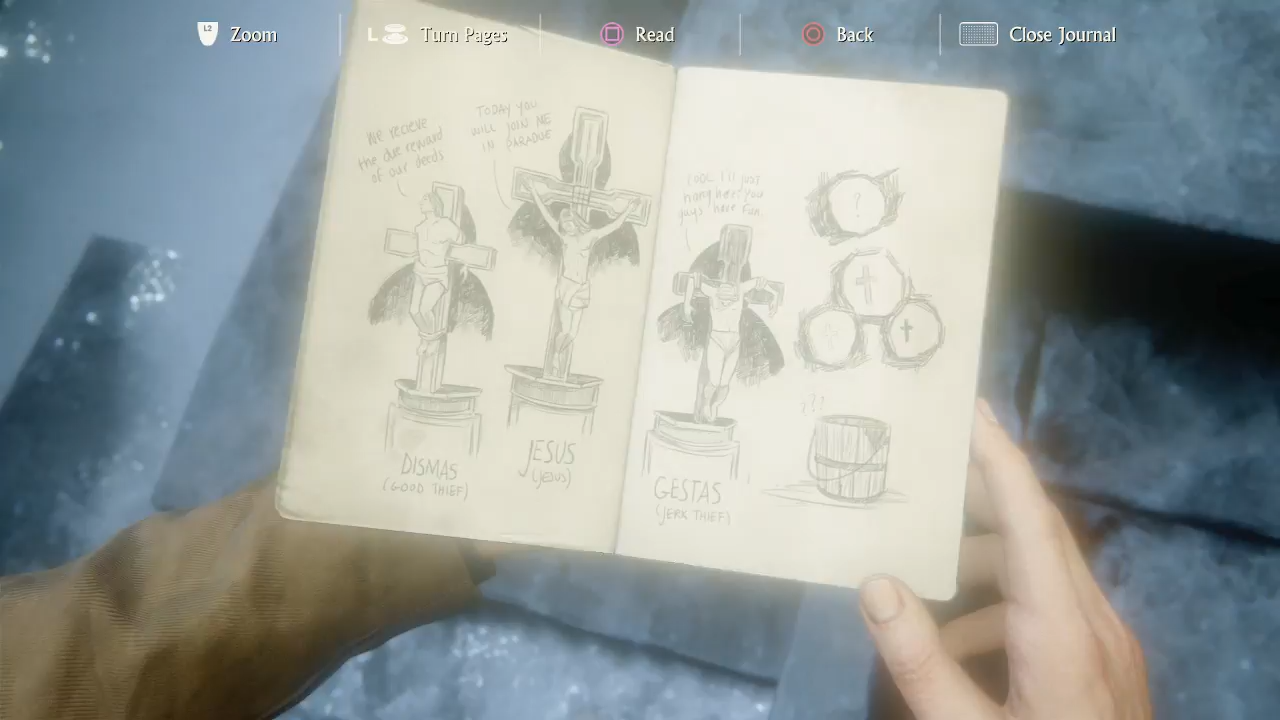 L2
Zoom
L
Turn Pages
Read
Back
Close Journal
We recieve
the due reward
of our deeds
TODAY YOU
WILL JOIN ME
IN PARADISE
COOL. I'll JUST
hang here. you
guys have fun.
?
???
DISMAS
(GOOD THIEF)
JESUS
(JESUS)
GESTAS
(JERK THIEF)